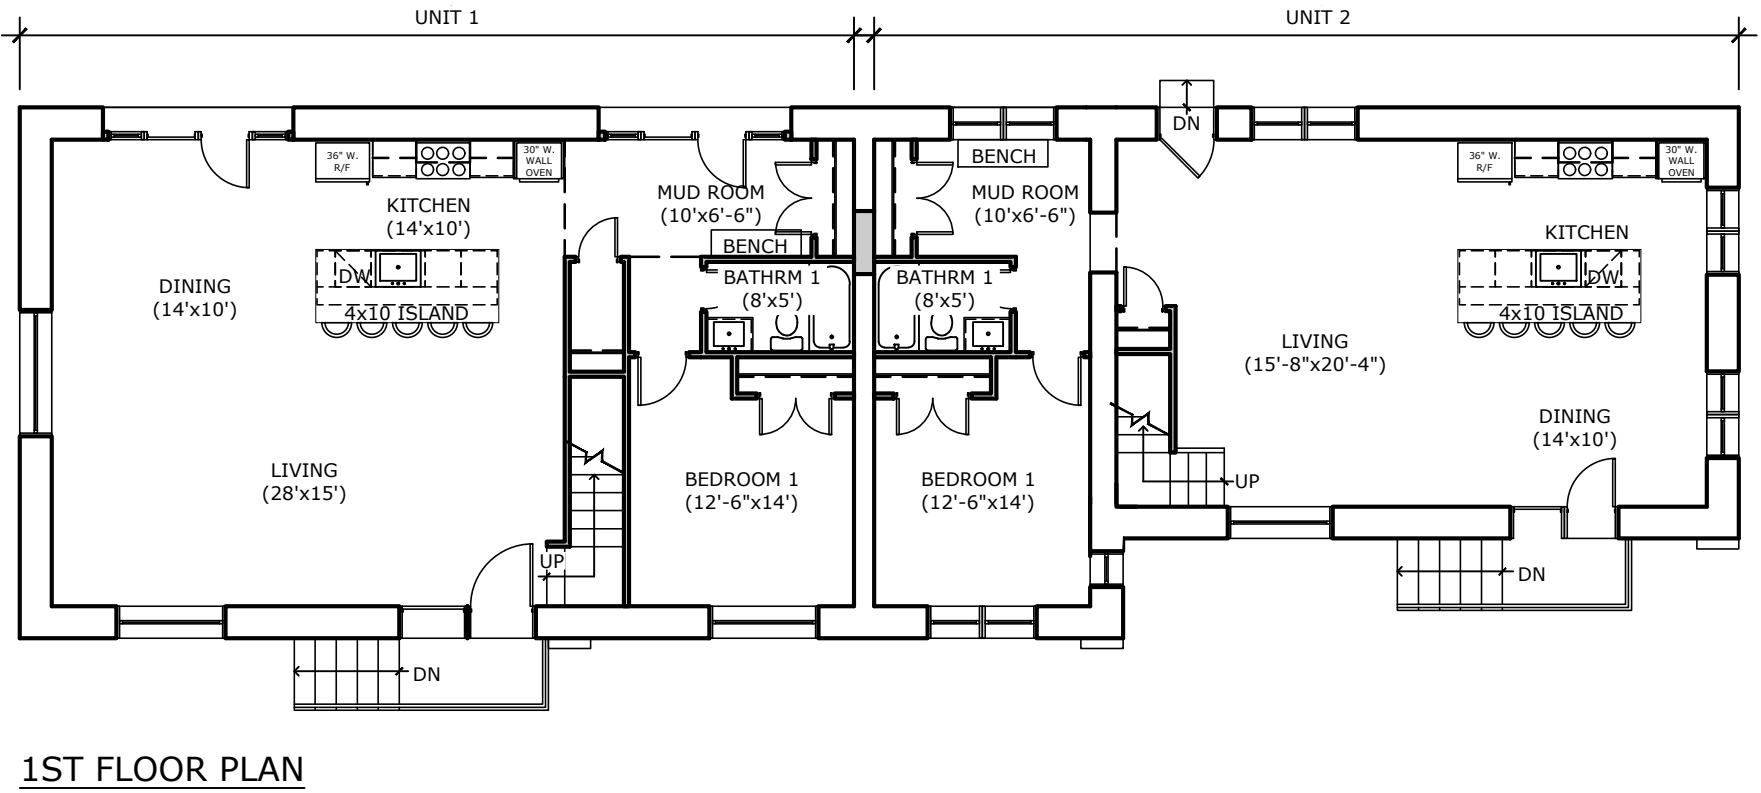 UNIT 1
UNIT 2
DN
36" W.
R/F
30" W.
WALL
OVEN
BENCH
36" W.
R/F
30" W.
WALL
OVEN
MUD ROOM
(10'x6'-6")
MUD ROOM
(10'x6'-6")
KITCHEN
(14'x10')
KITCHEN
BENCH
DW
BATHRM 1
(8'x5')
BATHRM 1
(8'x5')
DW
DINING
(14'x10')
4x10 ISLAND
4x10 ISLAND
LIVING
(15'-8"x20'-4")
DINING
(14'x10')
LIVING
(28'x15')
BEDROOM 1
(12'-6"x14')
BEDROOM 1
(12'-6"x14')
UP
UP
DN
DN
1ST FLOOR PLAN